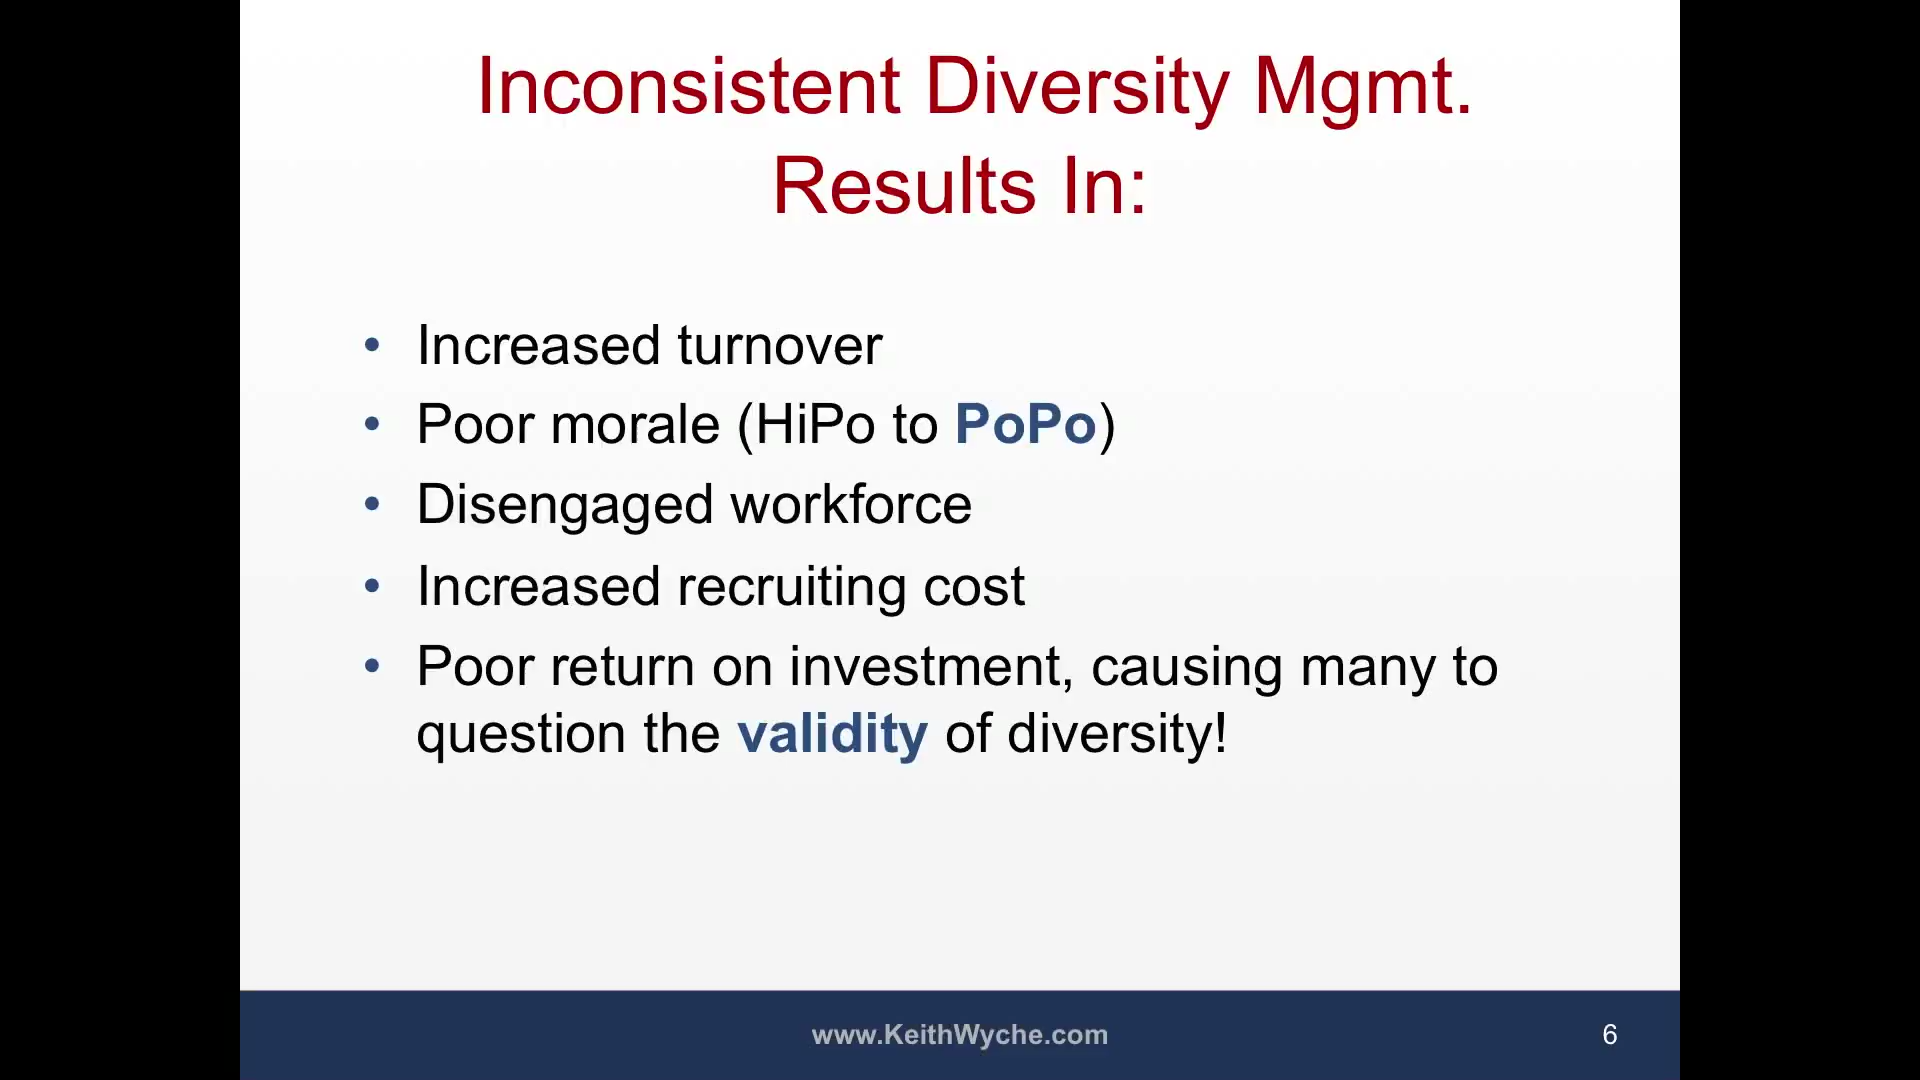 Inconsistent Diversity Mgmt.
Results In:
• Increased turnover
• Poor morale (HiPo to PoPo)
• Disengaged workforce
• Increased recruiting cost
• Poor return on investment, causing many to
question the validity of diversity!
www.KeithWyche.com
6